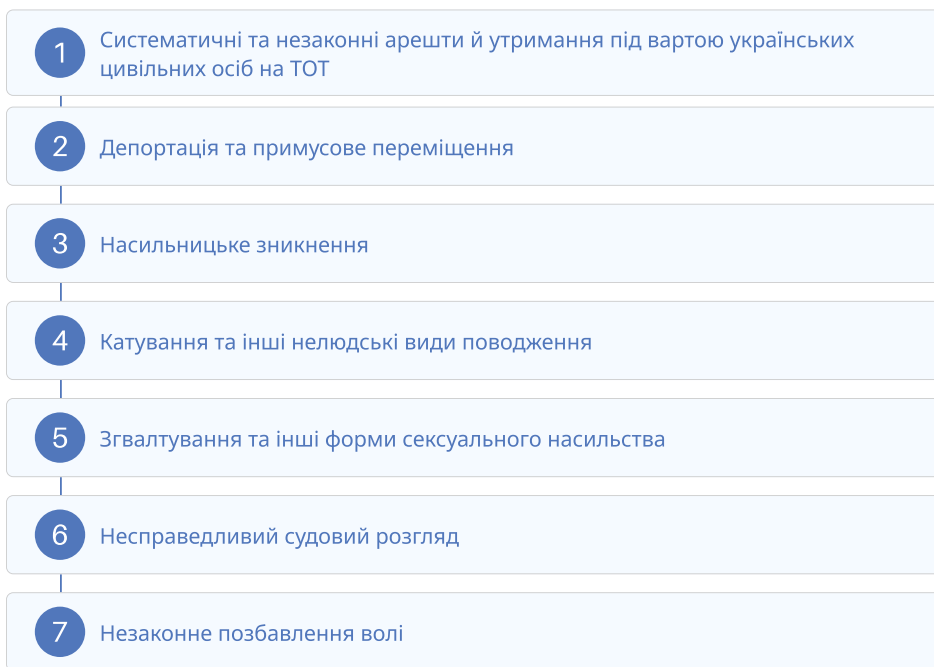 1
Систематичні та незаконні арешти й утримання під вартою українських
цивільних осіб на ТОТ
2
Депортація та примусове переміщення
3
Насильницьке зникнення
4
Катування та інші нелюдські види поводження
5
Згвалтування та інші форми сексуального насильства
6
Несправедливий судовий розгляд
7
Незаконне позбавлення волі